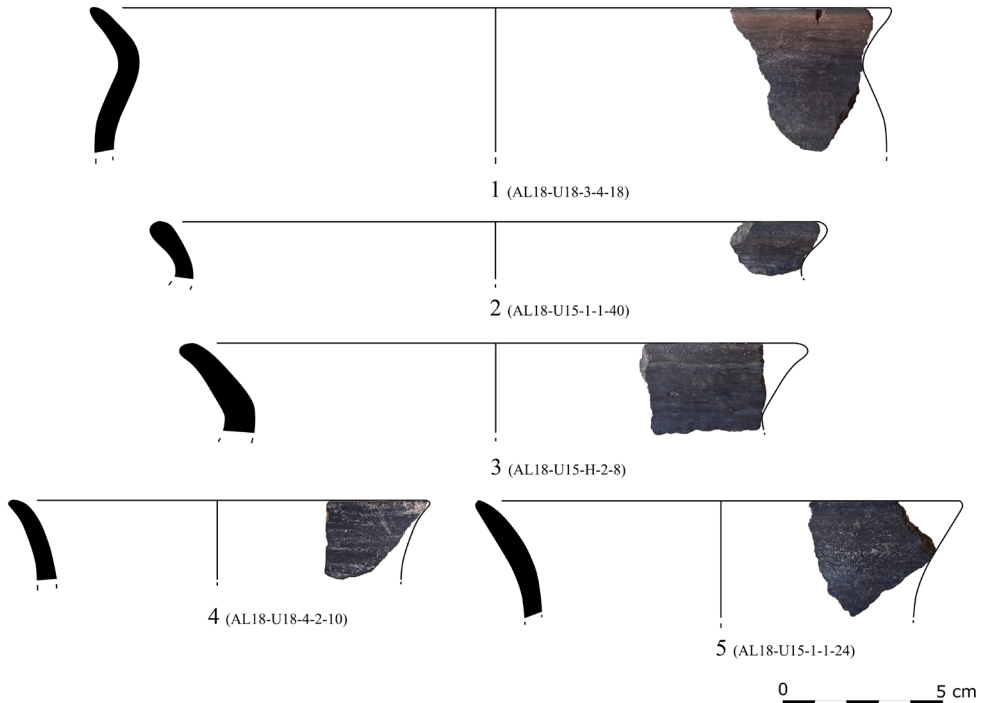 1 (AL18-U18-3-4-18)
2 (AL18-U15-1-1-40)
3 (AL18-U15-H-2-8)
4 (AL18-U18-4-2-10)
5 (AL18-U15-1-1-24)
0 5 cm